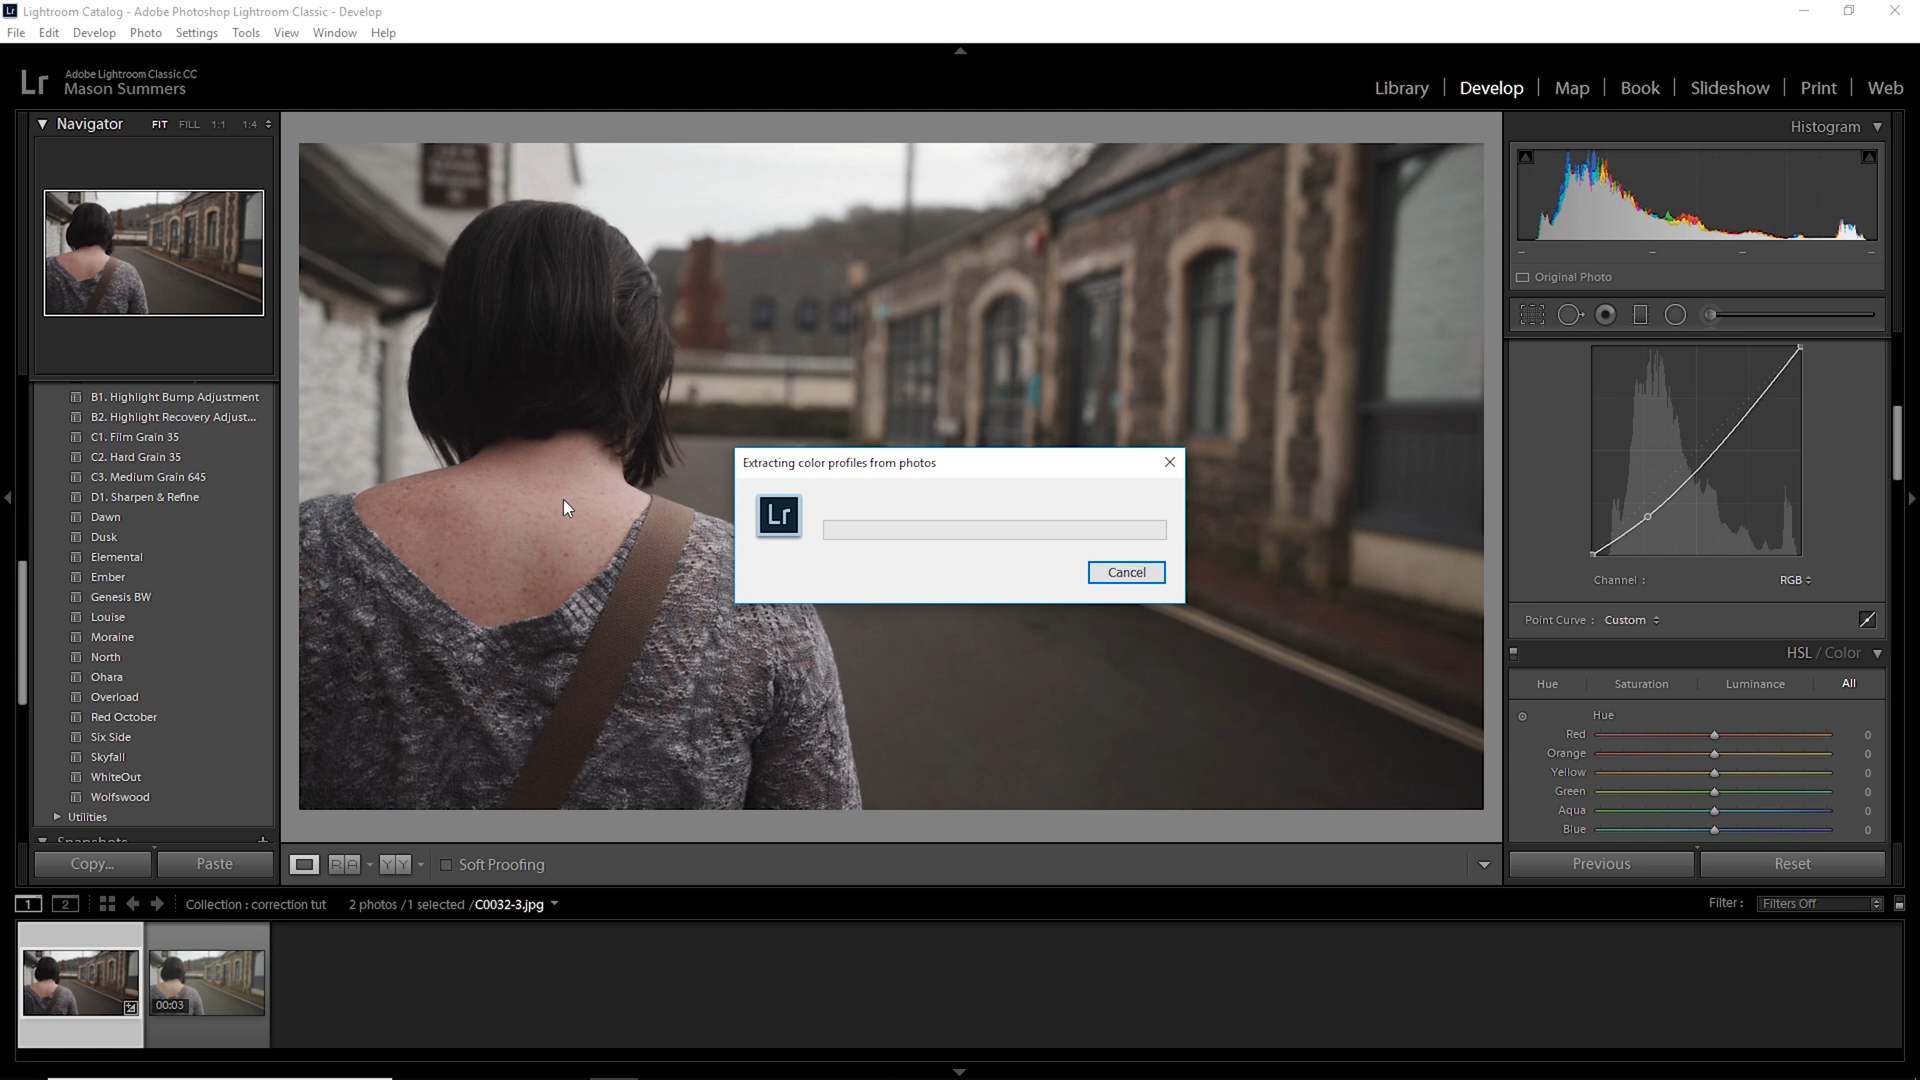 Lightroom Catalog - Adobe Photoshop Lightroom Classic - Develop
File Edit Develop Photo Settings Tools View Window Help
Lr
Adobe Lightroom Classic CC
Mason Summers
Library | Develop | Map | Book | Slideshow | Print | Web
Navigator FIT FILL 1:1 1:4
Histogram
Original Photo
B1. Highlight Bump Adjustment
B2. Highlight Recovery Adjust...
C1. Film Grain 35
C2. Hard Grain 35
C3. Medium Grain 645
D1. Sharpen & Refine
Dawn
Dusk
Elemental
Ember
Genesis BW
Louise
Moraine
North
Ohara
Overload
Red October
Six Side
Skyfall
WhiteOut
Wolfswood
Utilities
Snapshots
Copy... Paste
Extracting color profiles from photos
Lr
Cancel
Channel : RGB
Point Curve : Custom
HSL / Color
Hue Saturation Luminance All
Hue
Red 0
Orange 0
Yellow 0
Green 0
Aqua 0
Blue 0
Previous Reset
RA YY Soft Proofing
1 2 Collection : correction tut 2 photos /1 selected /C0032-3.jpg
Filter : Filters Off
00:03